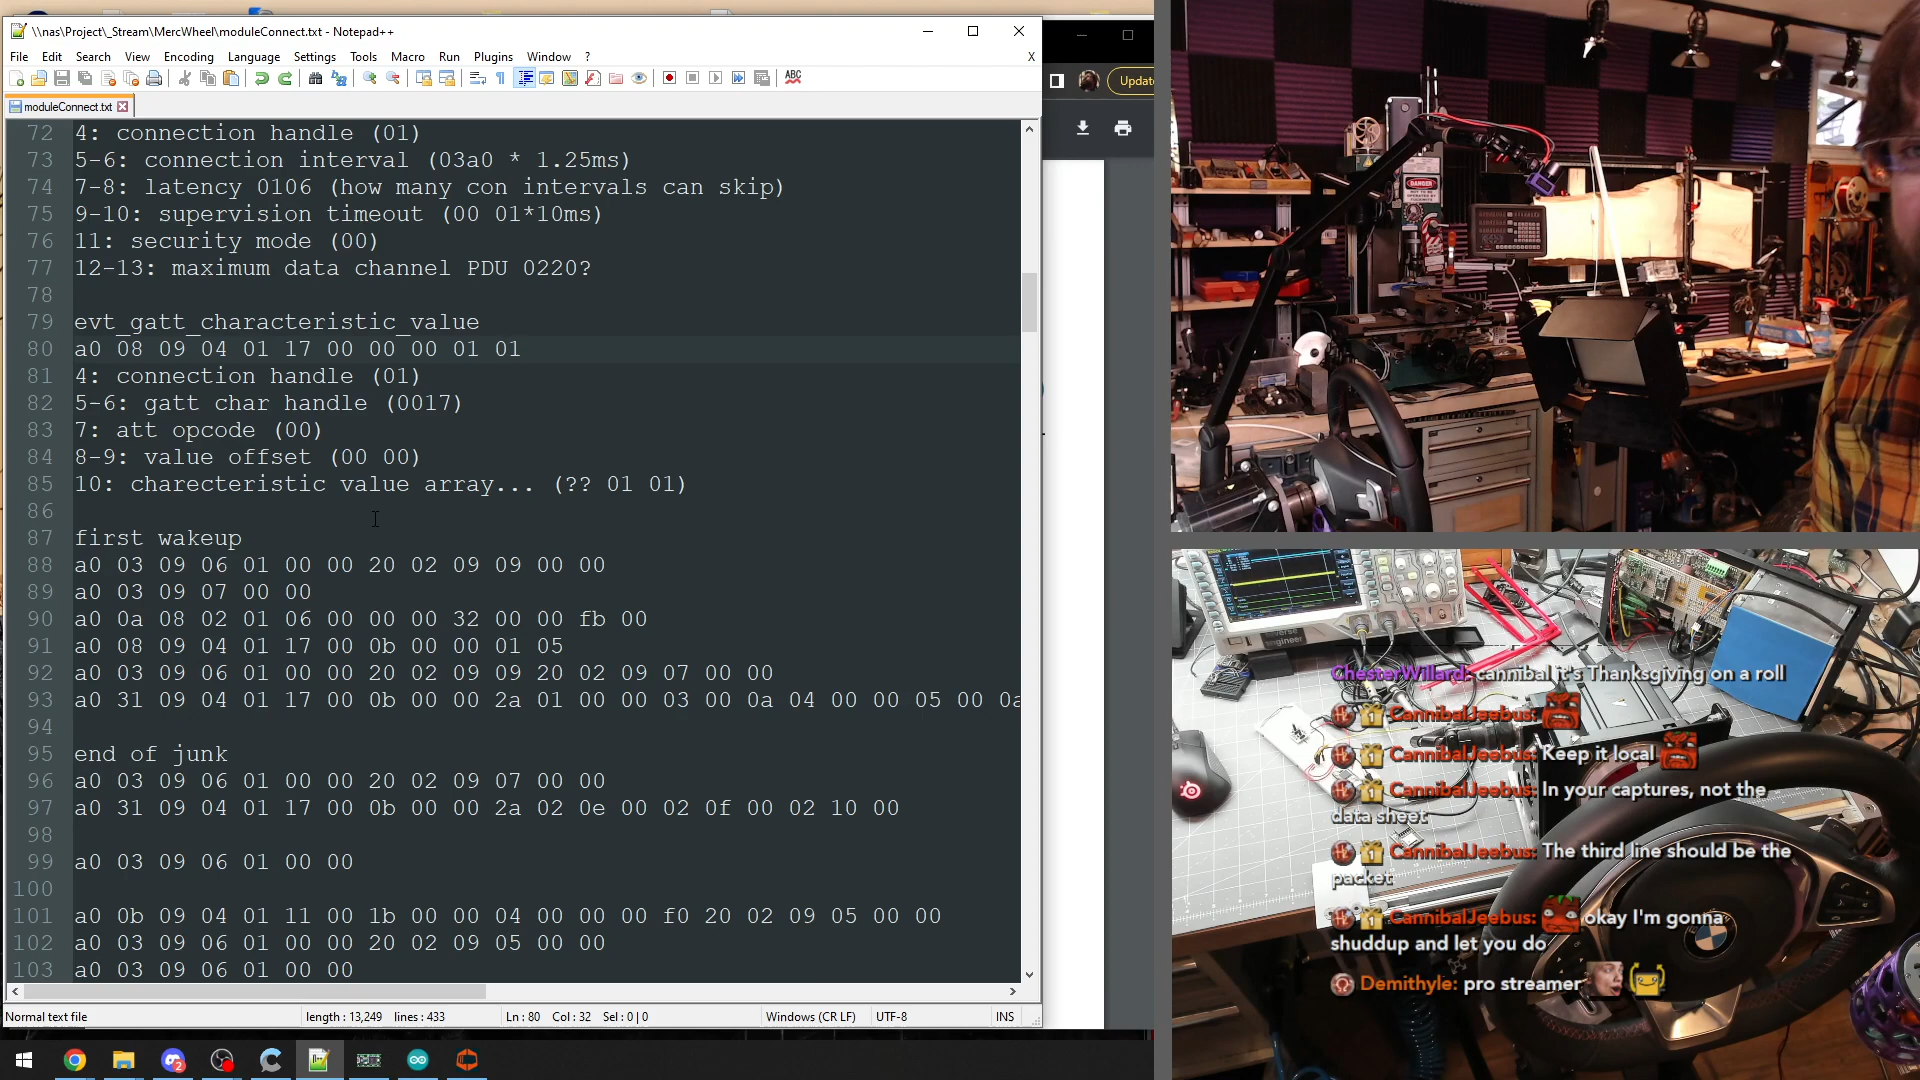 \\nas\Project\_Stream\MercWheel\moduleConnect.txt - Notepad++
File Edit Search View Encoding Language Settings Tools Macro Run Plugins Window ? X
moduleConnect.txt
72 4: connection handle (01)
73 5-6: connection interval (03a0 * 1.25ms)
74 7-8: latency 0106 (how many con intervals can skip)
75 9-10: supervision timeout (00 01*10ms)
76 11: security mode (00)
77 12-13: maximum data channel PDU 0220?
78
79 evt_gatt_characteristic_value
80 a0 08 09 04 01 17 00 00 00 01 01
81 4: connection handle (01)
82 5-6: gatt char handle (0017)
83 7: att opcode (00)
84 8-9: value offset (00 00)
85 10: charecteristic value array... (?? 01 01)
86
87 first wakeup
88 a0 03 09 06 01 00 00 20 02 09 09 00 00
89 a0 03 09 07 00 00
90 a0 0a 08 02 01 06 00 00 00 32 00 00 fb 00
91 a0 08 09 04 01 17 00 0b 00 00 01 05
92 a0 03 09 06 01 00 00 20 02 09 09 20 02 09 07 00 00
93 a0 31 09 04 01 17 00 0b 00 00 2a 01 00 00 03 00 0a 04 00 00 05 00 0a
94
95 end of junk
96 a0 03 09 06 01 00 00 20 02 09 07 00 00
97 a0 31 09 04 01 17 00 0b 00 00 2a 02 0e 00 02 0f 00 02 10 00
98
99 a0 03 09 06 01 00 00
100
101 a0 0b 09 04 01 11 00 1b 00 00 04 00 00 00 f0 20 02 09 05 00 00
102 a0 03 09 06 01 00 00 20 02 09 05 00 00
103 a0 03 09 06 01 00 00
Normal text file length : 13,249 lines : 433 Ln : 80 Col : 32 Sel : 0 | 0 Windows (CR LF) UTF-8 INS
Updat
DANGER
ChesterWillard: cannibal it's Thanksgiving on a roll
CannibalJeebus:
CannibalJeebus: Keep it local
CannibalJeebus: In your captures, not the
data sheet
CannibalJeebus: The third line should be the
packet
CannibalJeebus: okay I'm gonna
shuddup and let you do
Demithyle: pro streamer
BMW